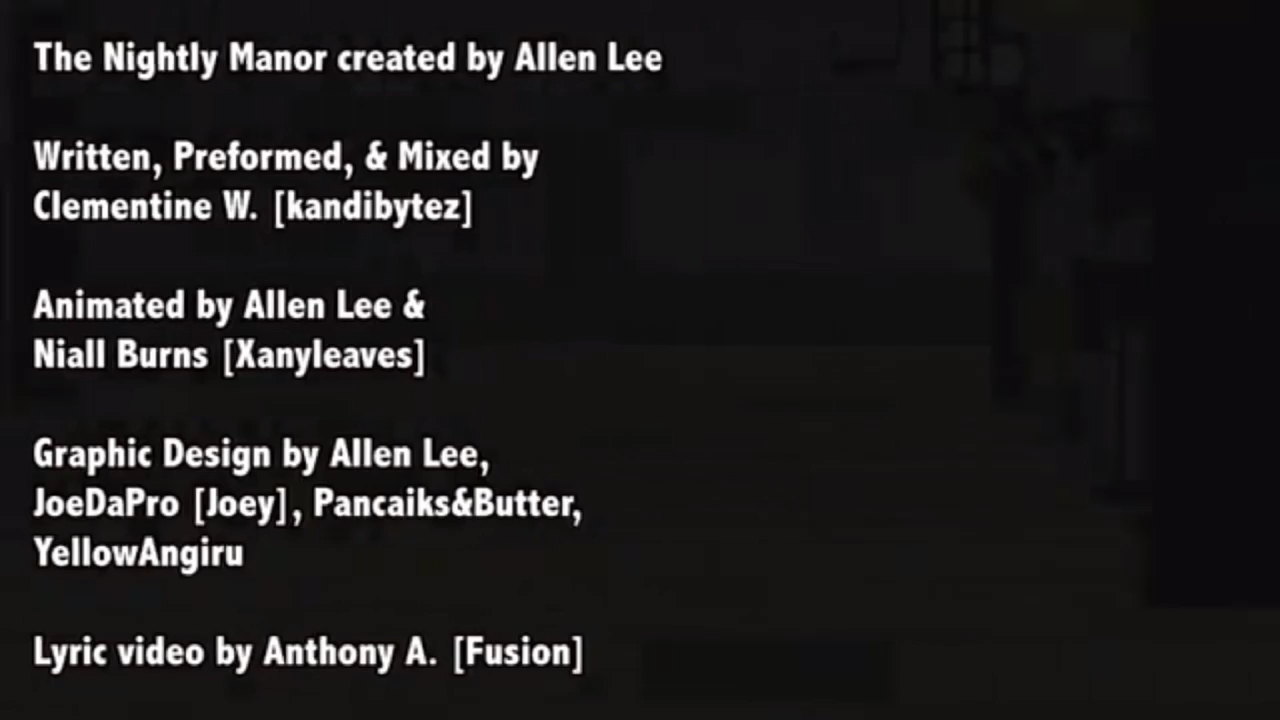 The Nightly Manor created by Allen Lee
Written, Preformed, & Mixed by
Clementine W. [kandibytez]
Animated by Allen Lee &
Niall Burns [Xanyleaves]
Graphic Design by Allen Lee,
JoeDaPro [Joey], Pancaiks&Butter,
YellowAngiru
Lyric video by Anthony A. [Fusion]